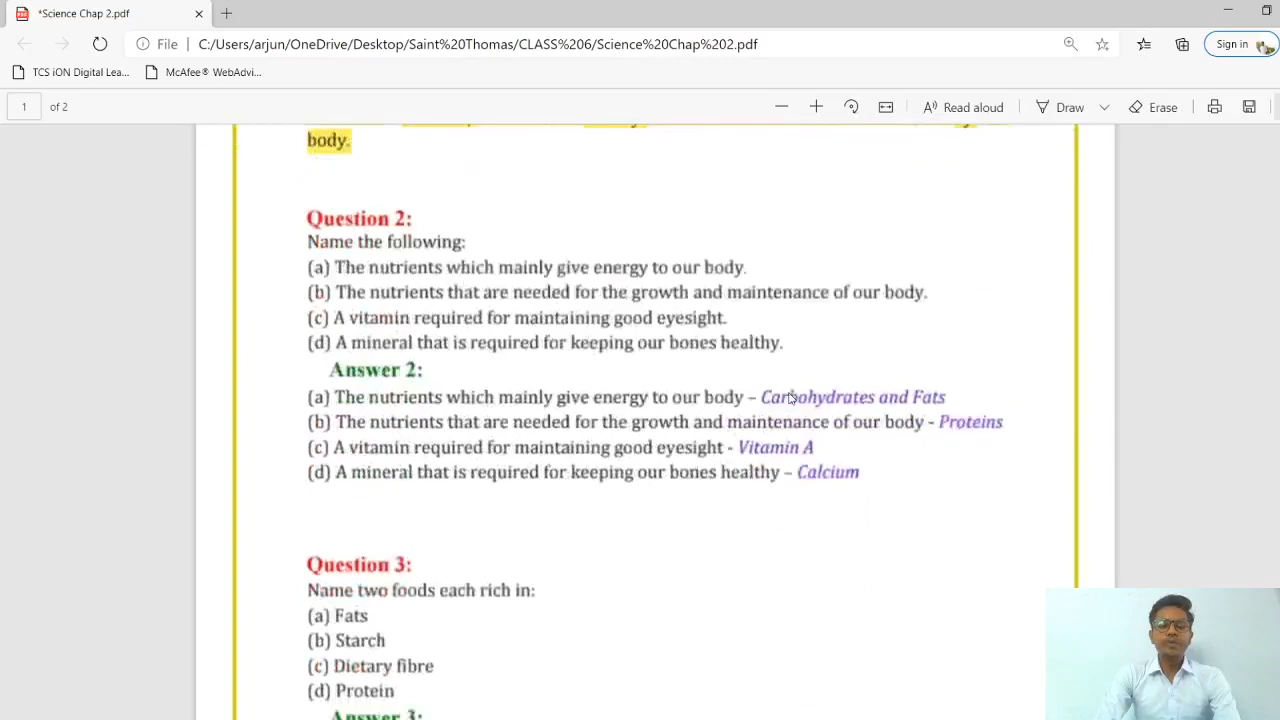 *Science Chap 2.pdf
File C:/Users/arjun/OneDrive/Desktop/Saint%20Thomas/CLASS%206/Science%20Chap%202.pdf
Sign in
TCS iON Digital Lea...
McAfee® WebAdvi...
1 of 2
Read aloud
Draw
Erase
body.
Question 2:
Name the following:
(a) The nutrients which mainly give energy to our body.
(b) The nutrients that are needed for the growth and maintenance of our body.
(c) A vitamin required for maintaining good eyesight.
(d) A mineral that is required for keeping our bones healthy.
Answer 2:
(a) The nutrients which mainly give energy to our body – Carbohydrates and Fats
(b) The nutrients that are needed for the growth and maintenance of our body - Proteins
(c) A vitamin required for maintaining good eyesight - Vitamin A
(d) A mineral that is required for keeping our bones healthy – Calcium
Question 3:
Name two foods each rich in:
(a) Fats
(b) Starch
(c) Dietary fibre
(d) Protein
Answer 3: